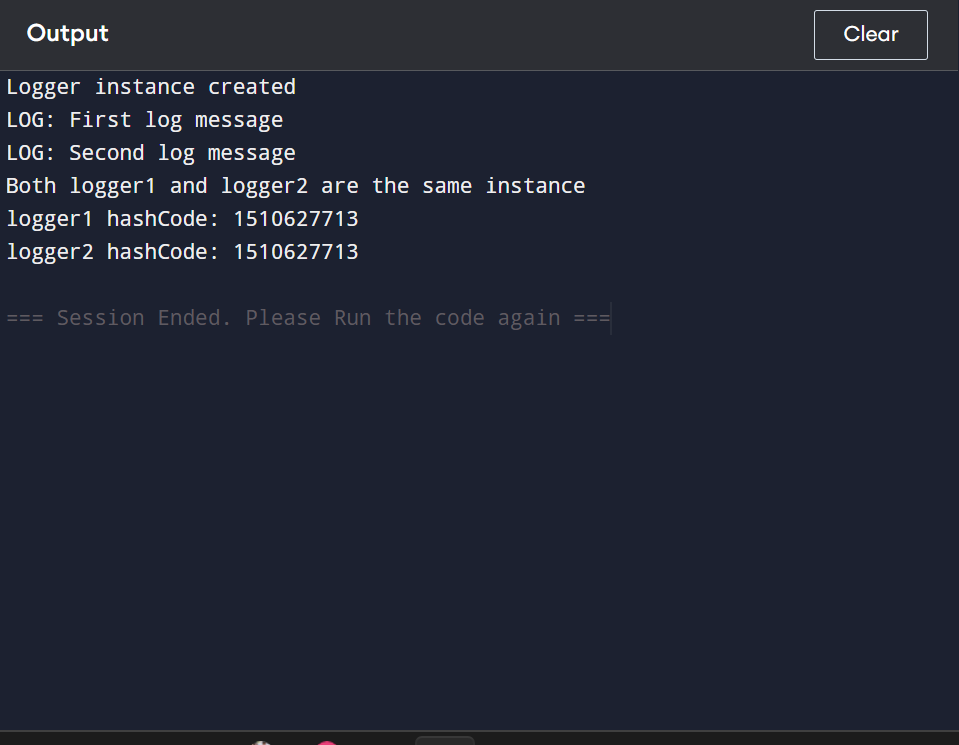 Output
Clear
Logger instance created
LOG: First log message
LOG: Second log message
Both logger1 and logger2 are the same instance
logger1 hashCode: 1510627713
logger2 hashCode: 1510627713
=== Session Ended. Please Run the code again ===